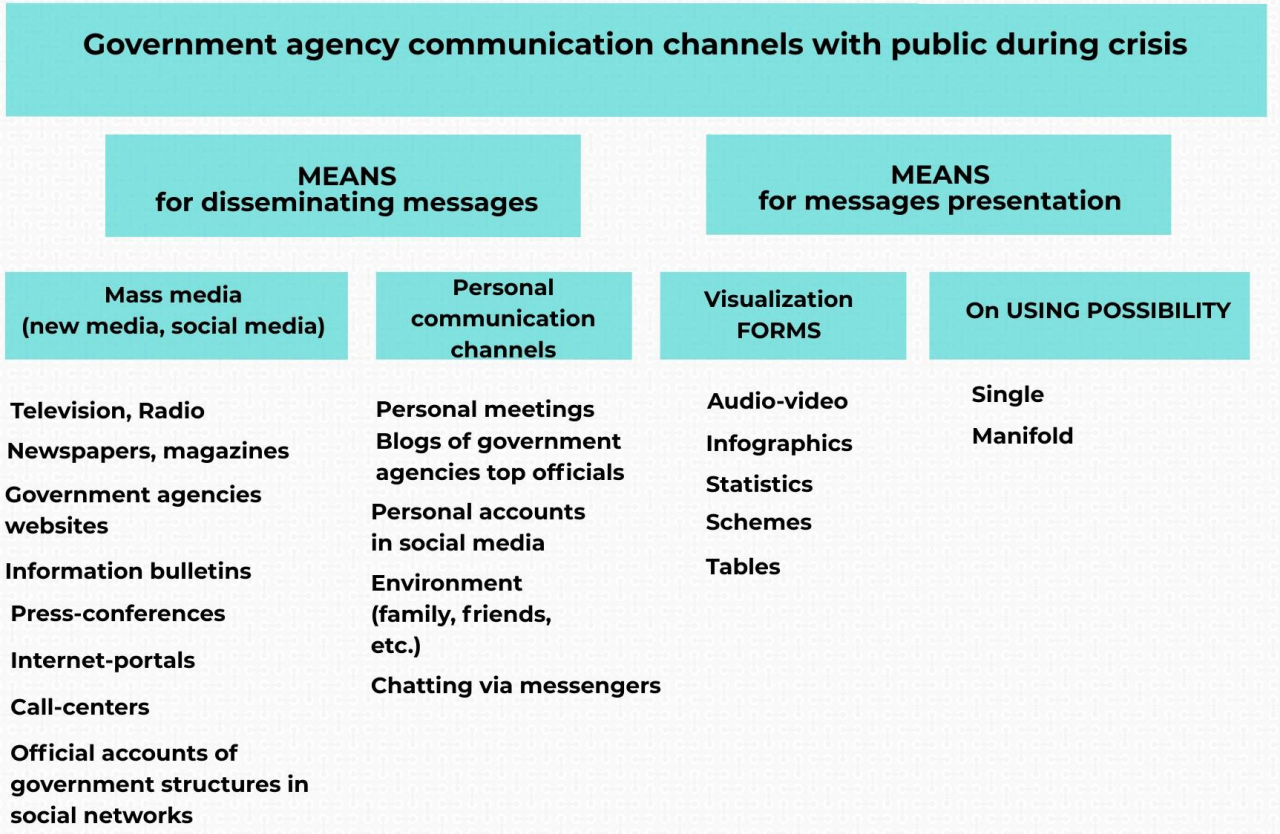 Government agency communication channels with public during crisis
MEANS
for disseminating messages
MEANS
for messages presentation
Mass media
(new media, social media)
Television, Radio
Newspapers, magazines
Government agencies
websites
Information bulletins
Press-conferences
Internet-portals
Call-centers
Official accounts of
government structures in
social networks
Personal
communication
channels
Personal meetings
Blogs of government
agencies top officials
Personal accounts
in social media
Environment
(family, friends,
etc.)
Chatting via messengers
Visualization
FORMS
Audio-video
Infographics
Statistics
Schemes
Tables
On USING POSSIBILITY
Single
Manifold